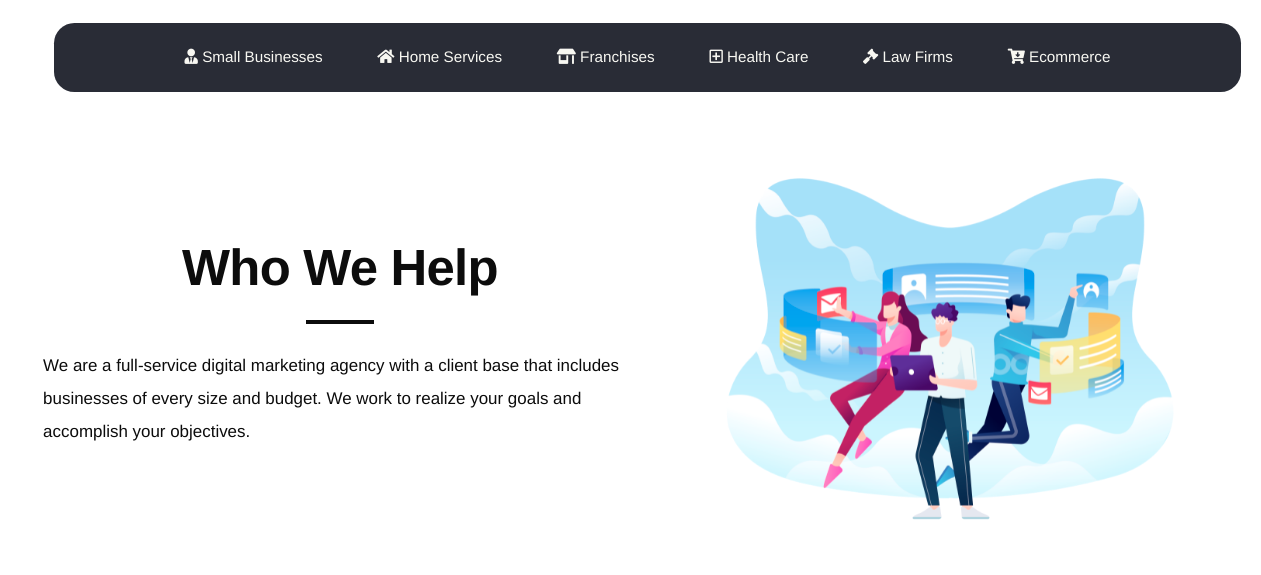 Small Businesses Home Services Franchises Health Care Law Firms Ecommerce
Who We Help
We are a full-service digital marketing agency with a client base that includes
businesses of every size and budget. We work to realize your goals and
accomplish your objectives.